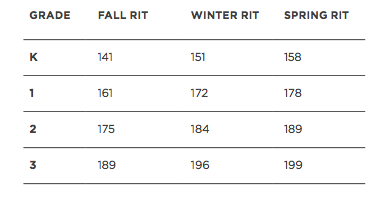 GRADE FALL RIT WINTER RIT SPRING RIT
K 141 151 158
1 161 172 178
2 175 184 189
3 189 196 199